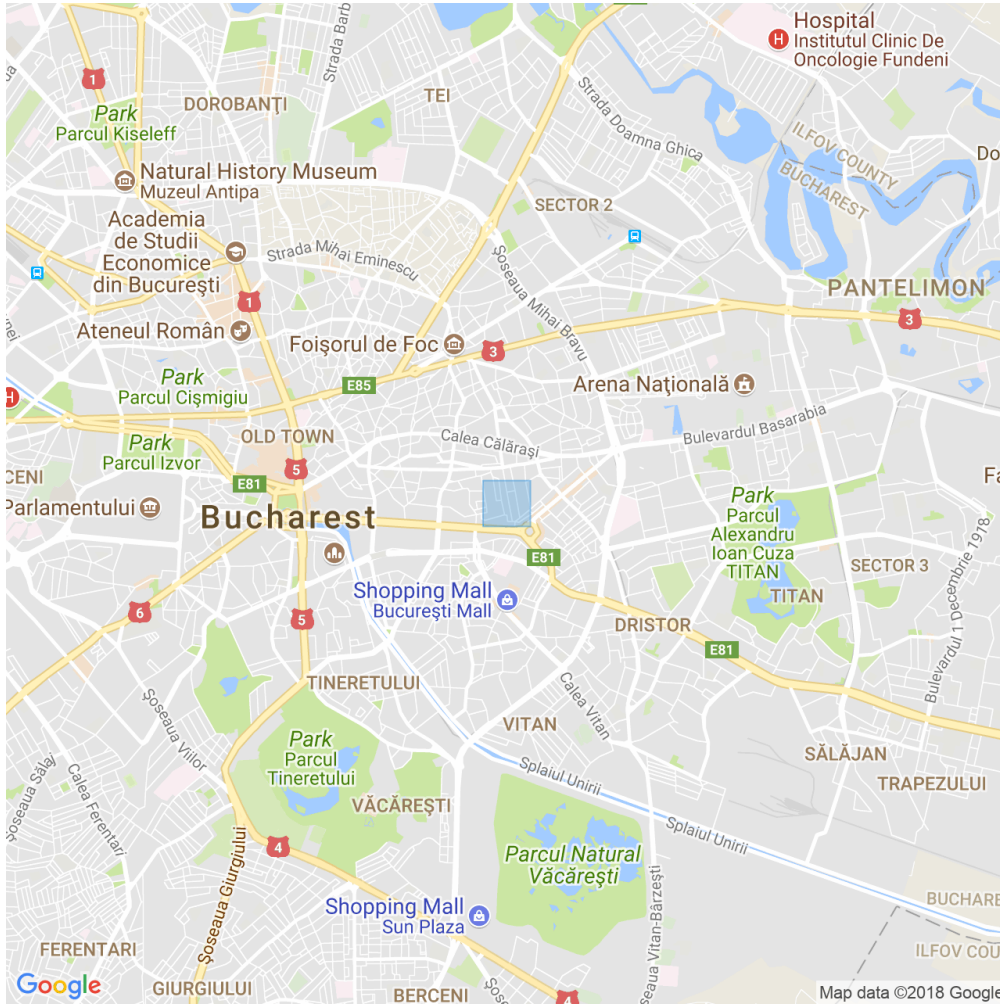 Hospital
Institutul Clinic De
Oncologie Fundeni
1
Strada Barb
DOROBANȚI
TEI
Park
Parcul Kiseleff
Strada Doamna Ghica
ILFOV COUNTY
BUCHAREST
Do
Natural History Museum
Muzeul Antipa
SECTOR 2
Academia
de Studii
Economice
din București
Strada Mihai Eminescu
Șoseaua Mihai Bravu
PANTELIMON
1
3
Ateneul Român
Foișorul de Foc
3
E85
Arena Națională
Park
Parcul Cișmigiu
H
OLD TOWN
Calea Călărași
Bulevardul Basarabia
Park
Parcul Izvor
CENI
5
E81
Fa
Parlamentului
Bucharest
Park
Parcul
Alexandru
Ioan Cuza
TITAN
E81
SECTOR 3
Bulevardul 1 Decembrie 1918
Shopping Mall
București Mall
TITAN
6
5
DRISTOR
E81
TINERETULUI
Șoseaua Viilor
Calea Vitan
VITAN
Park
Parcul
Tineretului
SĂLĂJAN
Splaiul Unirii
TRAPEZULUI
Șoseaua Sălaj
Calea Ferentari
VĂCĂREȘTI
Splaiul Unirii
4
Parcul Natural
Văcărești
Șoseaua Giurgiului
Șoseaua Vitan-Bârzești
BUCHARE
Shopping Mall
Sun Plaza
FERENTARI
ILFOV COU
Google
GIURGIULUI
BERCENI
4
Map data ©2018 Google